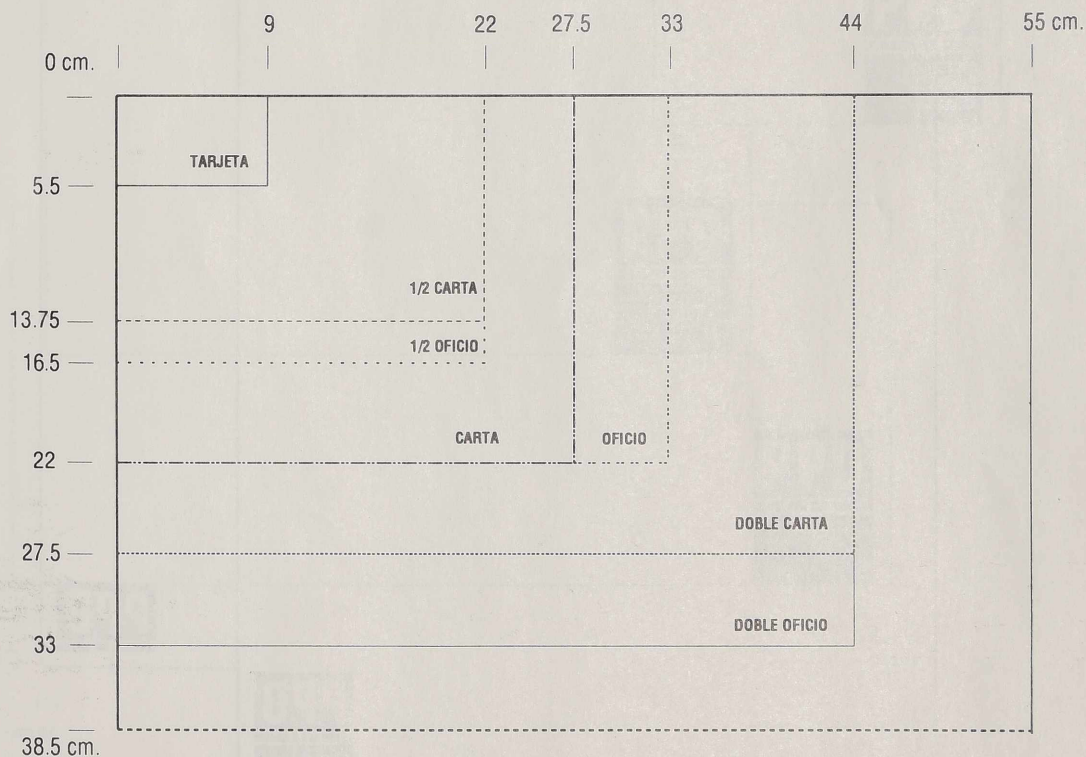 9 22 27.5 33 44 55 cm.
0 cm.
TARJETA
5.5
1/2 CARTA
13.75
1/2 OFICIO
16.5
CARTA OFICIO
22
DOBLE CARTA
27.5
DOBLE OFICIO
33
38.5 cm.